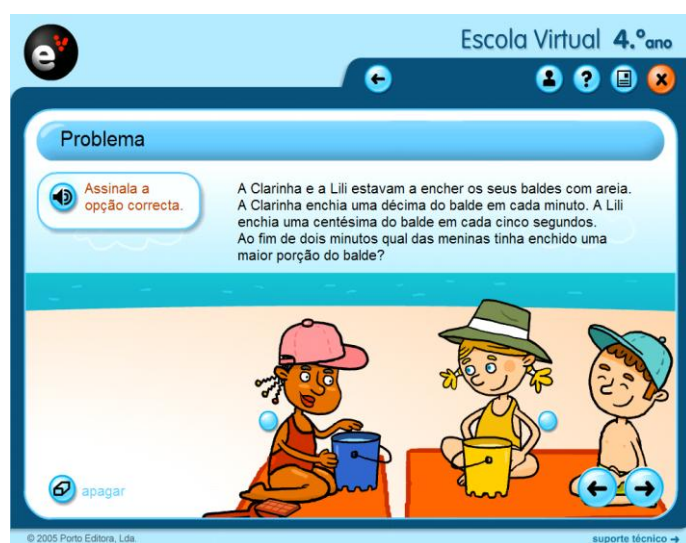 Escola Virtual 4.º ano
Problema
Assinala a
opção correcta.
A Clarinha e a Lili estavam a encher os seus baldes com areia.
A Clarinha enchia uma décima do balde em cada minuto. A Lili
enchia uma centésima do balde em cada cinco segundos.
Ao fim de dois minutos qual das meninas tinha enchido uma
maior porção do balde?
apagar
© 2005 Porto Editora, Lda.
suporte técnico